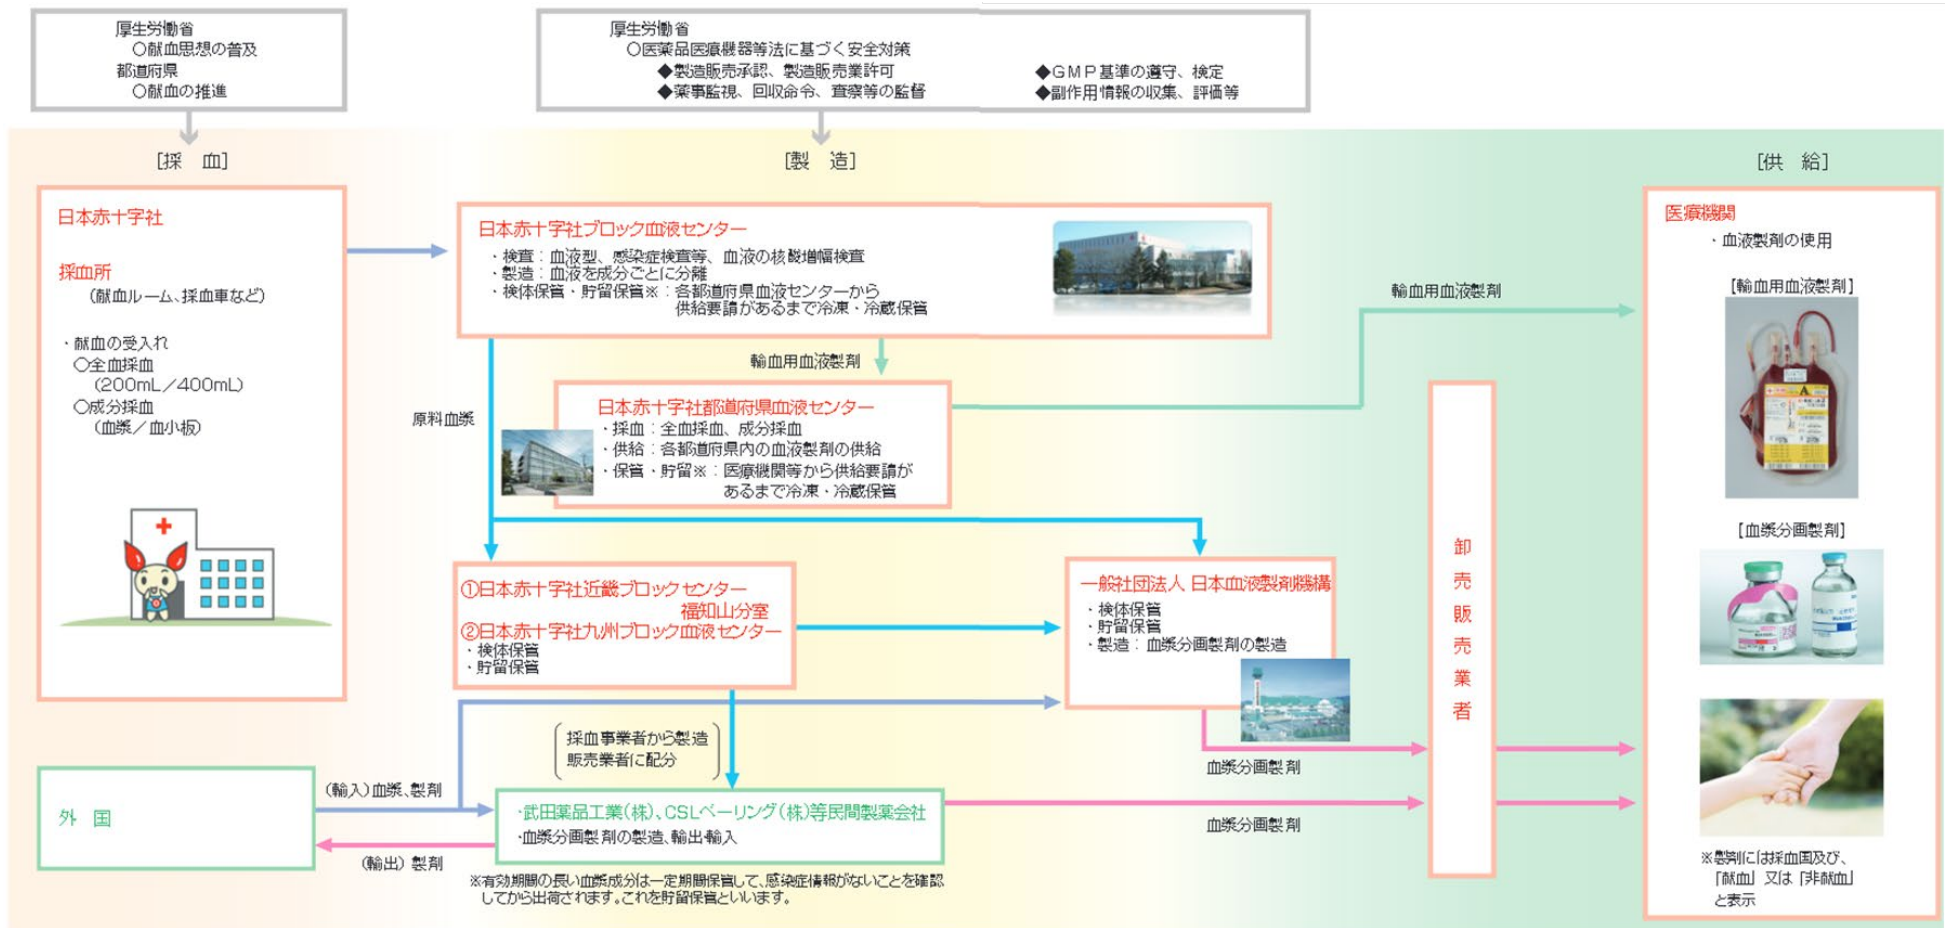 厚生労働省
○献血思想の普及
都道府県
○献血の推進
厚生労働省
○医薬品医療機器等法に基づく安全対策
◆製造販売承認、製造販売業許可
◆薬事監視、回収命令、査察等の監督
◆GMP基準の遵守、検定
◆副作用情報の収集、評価等
[採 血]
[製 造]
[供 給]
日本赤十字社
採血所
(献血ルーム、採血車など)
・献血の受入れ
○全血採血
(200mL/400mL)
○成分採血
(血漿/血小板)
日本赤十字社ブロック血液センター
・検査：血液型、感染症検査等、血液の核酸増幅検査
・製造：血液を成分ごとに分離
・検体保管・貯留保管※：各都道府県血液センターから
供給要請があるまで冷凍・冷蔵保管
輸血用血液製剤
原料血漿
日本赤十字社都道府県血液センター
・採血：全血採血、成分採血
・供給：各都道府県内の血液製剤の供給
・保管・貯留※：医療機関等から供給要請が
あるまで冷凍・冷蔵保管
輸血用血液製剤
①日本赤十字社近畿ブロックセンター
福知山分室
②日本赤十字社九州ブロック血液センター
・検体保管
・貯留保管
一般社団法人 日本血液製剤機構
・検体保管
・貯留保管
・製造：血漿分画製剤の製造
採血事業者から製造
販売業者に配分
外 国
(輸入)血漿、製剤
(輸出) 製剤
・武田薬品工業(株)、CSLベーリング(株)等民間製薬会社
・血漿分画製剤の製造、輸出・輸入
※有効期間の長い血漿成分は一定期間保管して、感染症情報がないことを確認
してから出荷されます。これを貯留保管といいます。
血漿分画製剤
血漿分画製剤
卸売販売業者
医療機関
・血液製剤の使用
【輸血用血液製剤】
【血漿分画製剤】
※製剤には採血国及び、
「献血」又は「非献血」
と表示